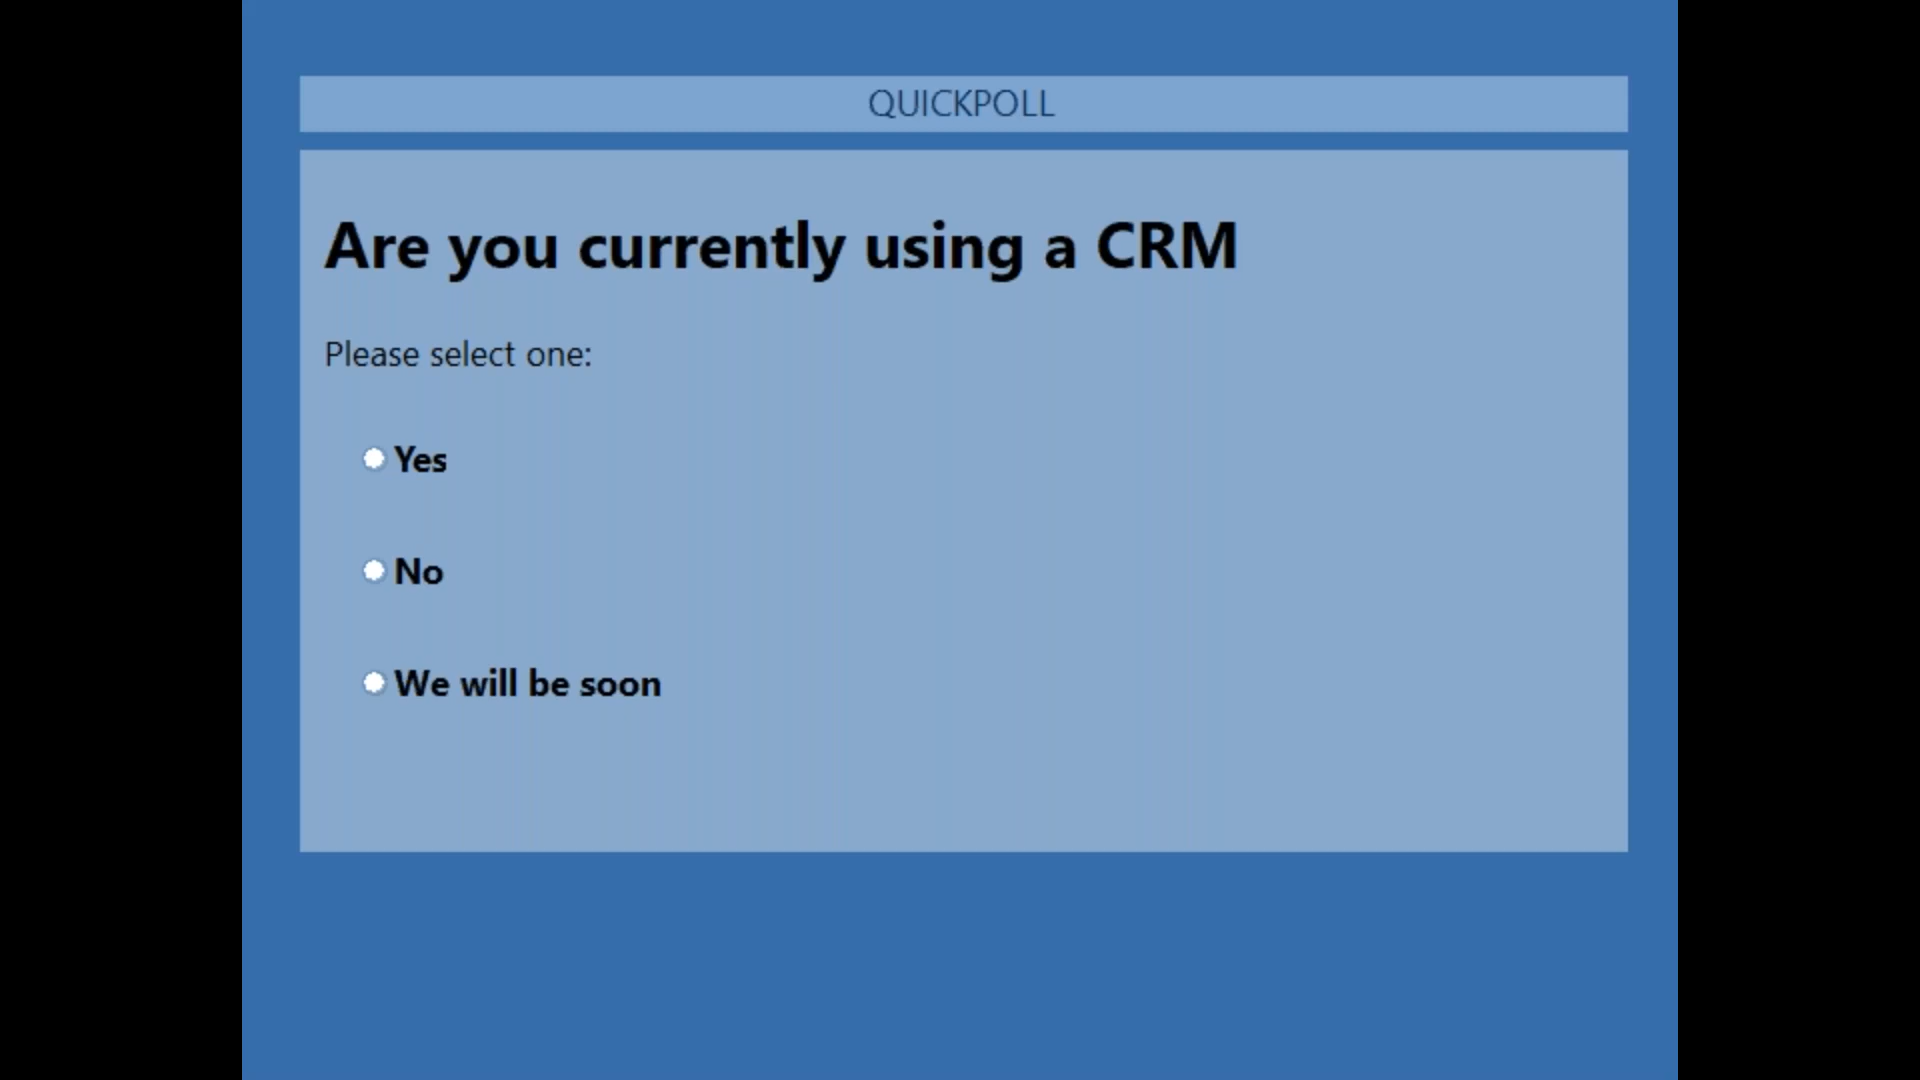 QUICKPOLL
Are you currently using a CRM
Please select one:
Yes
No
We will be soon